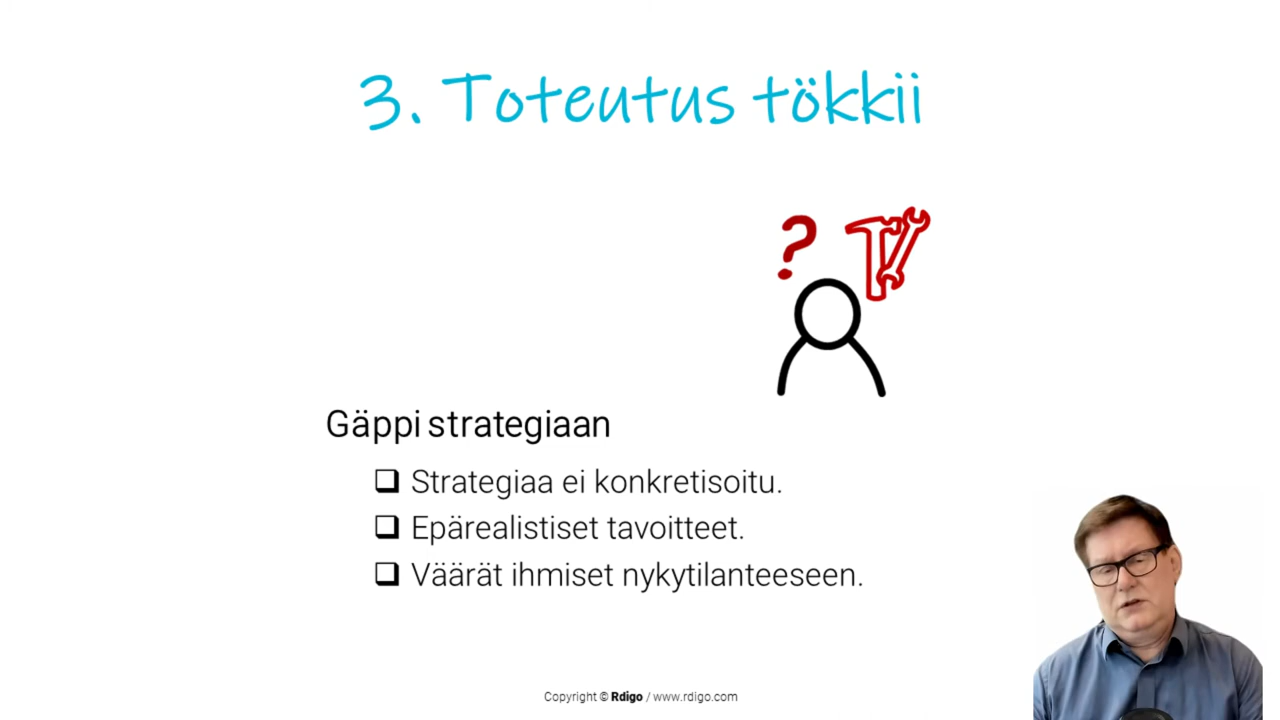 3. Toteutus tökkii
?
Gäppi strategiaan
❑ Strategiaa ei konkretisoitu.
❑ Epärealistiset tavoitteet.
❑ Väärät ihmiset nykytilanteeseen.
Copyright © Rdigo / www.rdigo.com